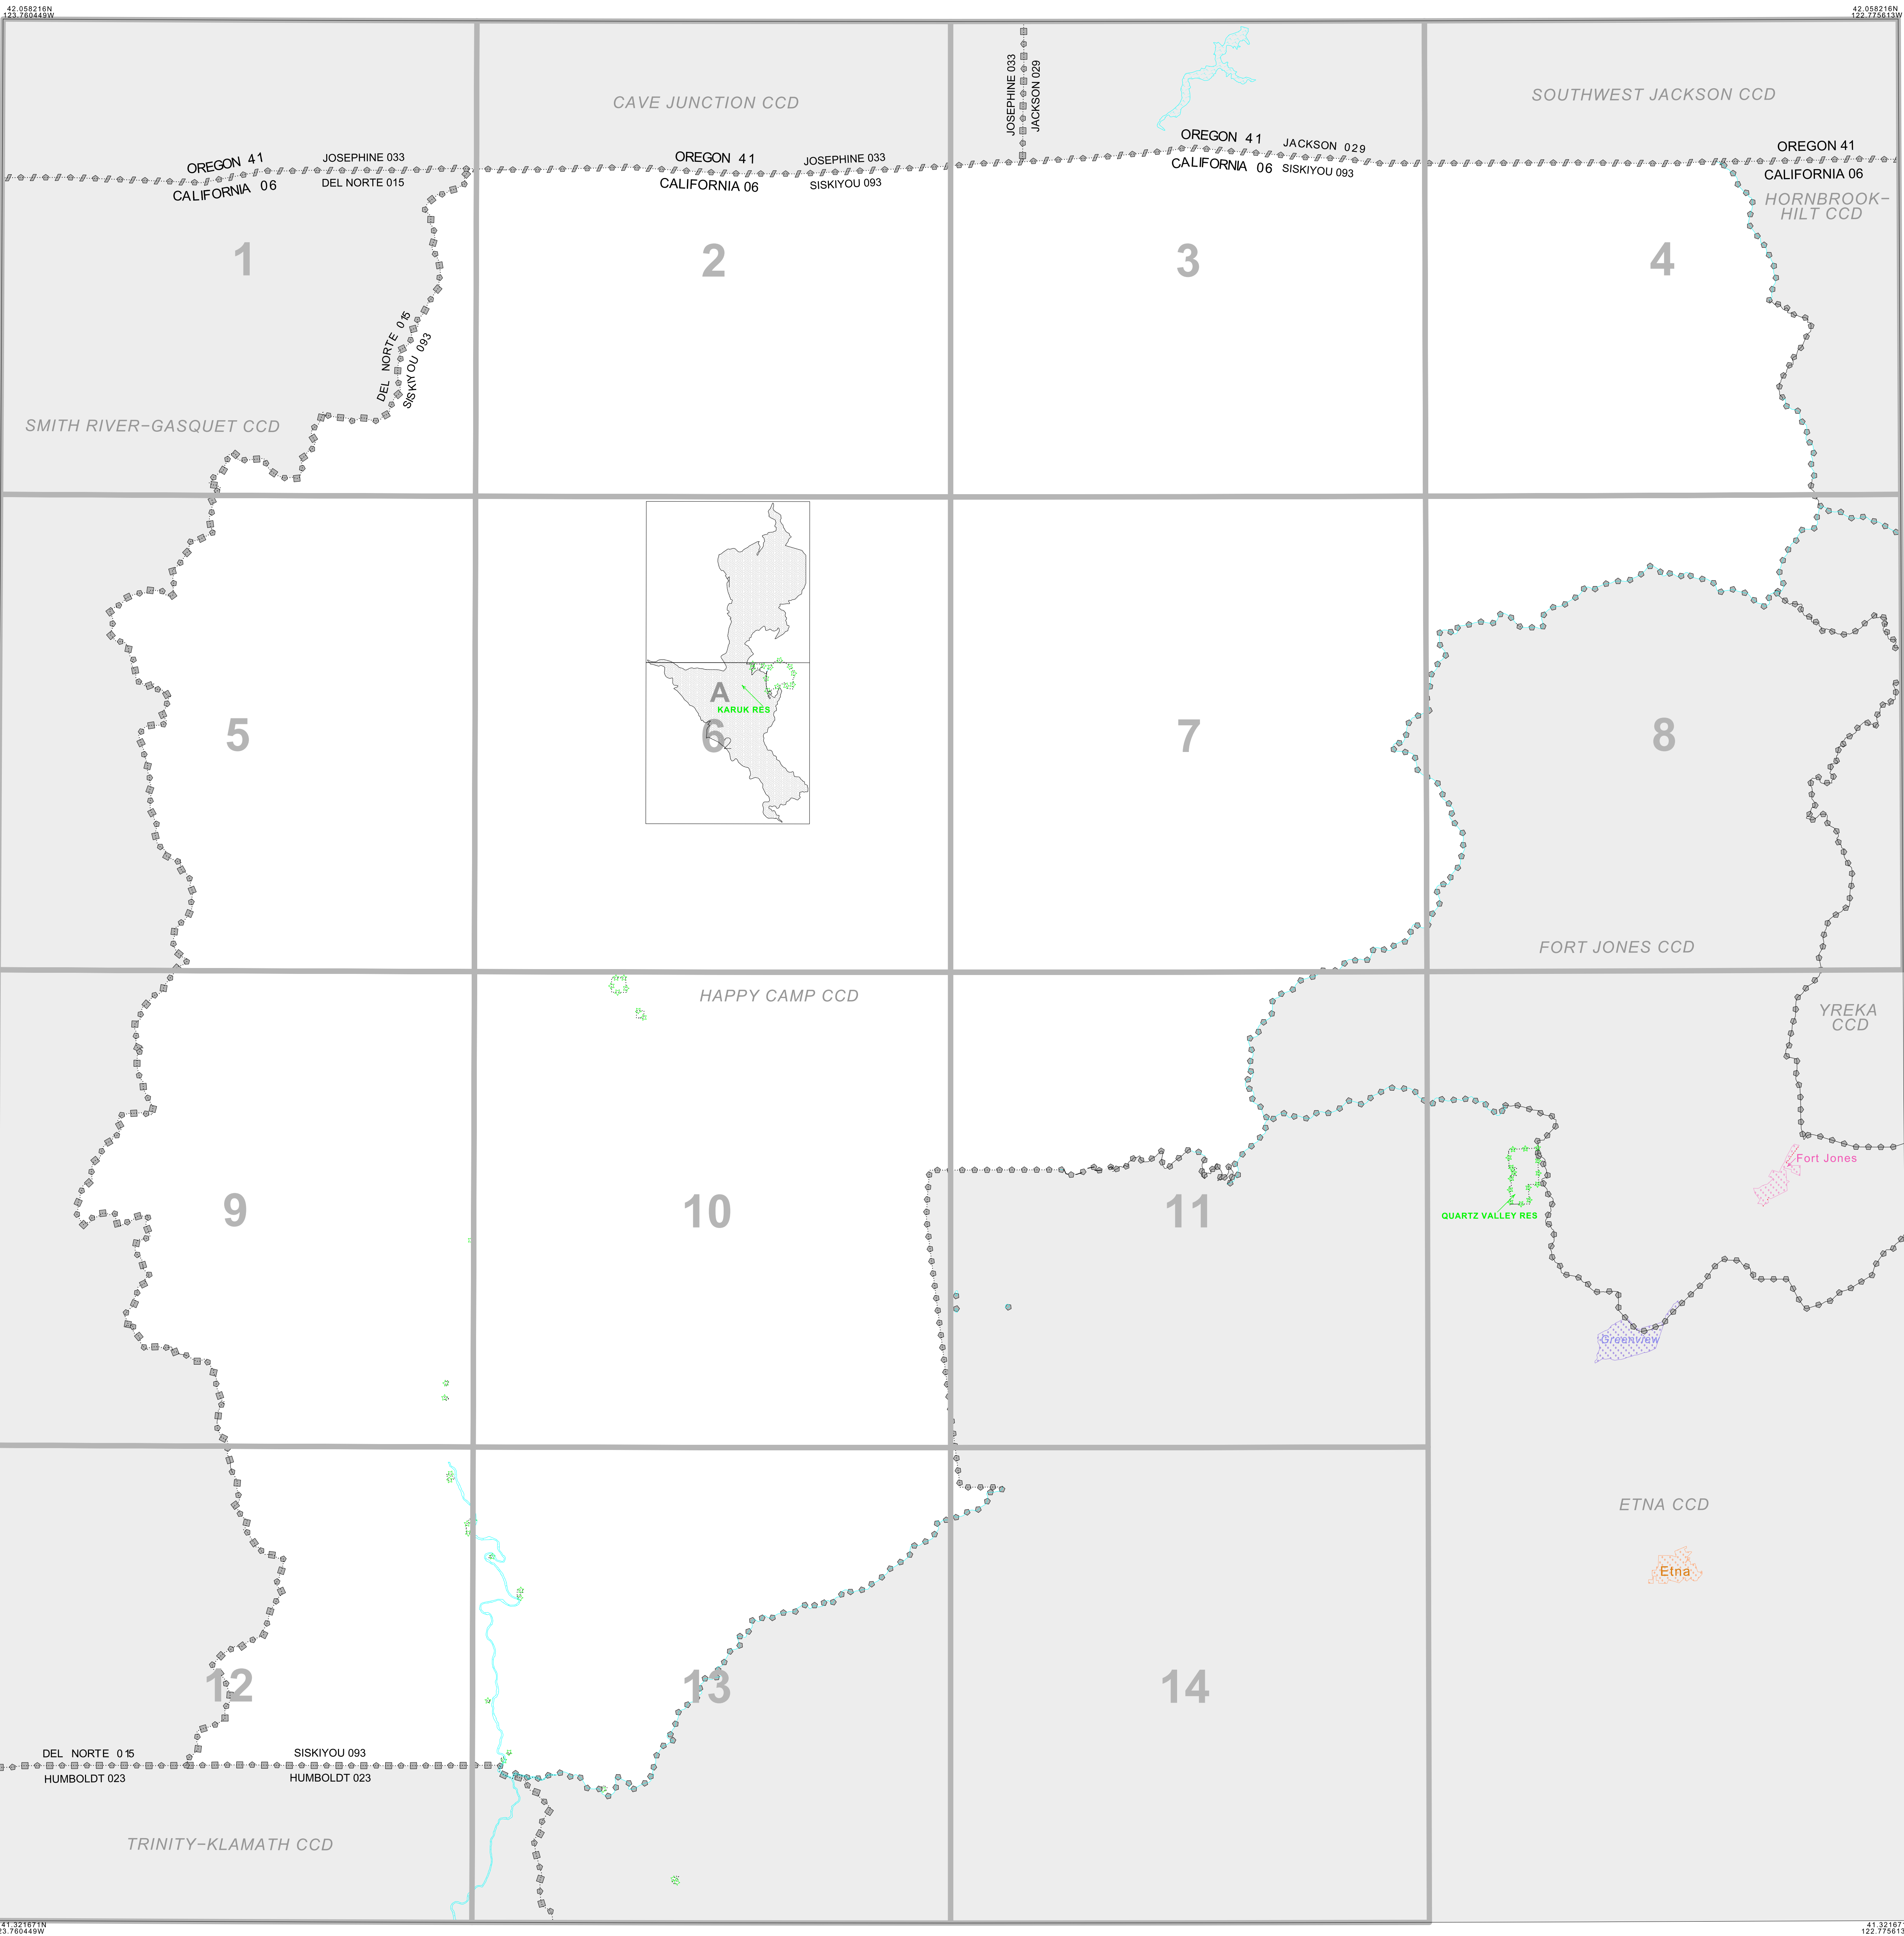 42.058216N
123.760449W
42.058216N
122.775613W
JOSEPHINE 033
JACKSON 029
CAVE JUNCTION CCD
SOUTHWEST JACKSON CCD
OREGON 41
JOSEPHINE 033
CALIFORNIA 06
DEL NORTE 015
OREGON 41
JOSEPHINE 033
CALIFORNIA 06
SISKIYOU 093
OREGON 41
JACKSON 029
CALIFORNIA 06
SISKIYOU 093
OREGON 41
CALIFORNIA 06
HORNBROOK-
HILT CCD
1
2
3
4
DEL NORTE 015
SISKIYOU 093
SMITH RIVER-GASQUET CCD
A
KARUK RES
5
6
7
8
FORT JONES CCD
HAPPY CAMP CCD
YREKA
CCD
Fort Jones
9
10
11
QUARTZ VALLEY RES
Greenview
ETNA CCD
Etna
12
13
14
DEL NORTE 015
SISKIYOU 093
HUMBOLDT 023
HUMBOLDT 023
TRINITY-KLAMATH CCD
41.321671N
23.760449W
41.32167
122.775613